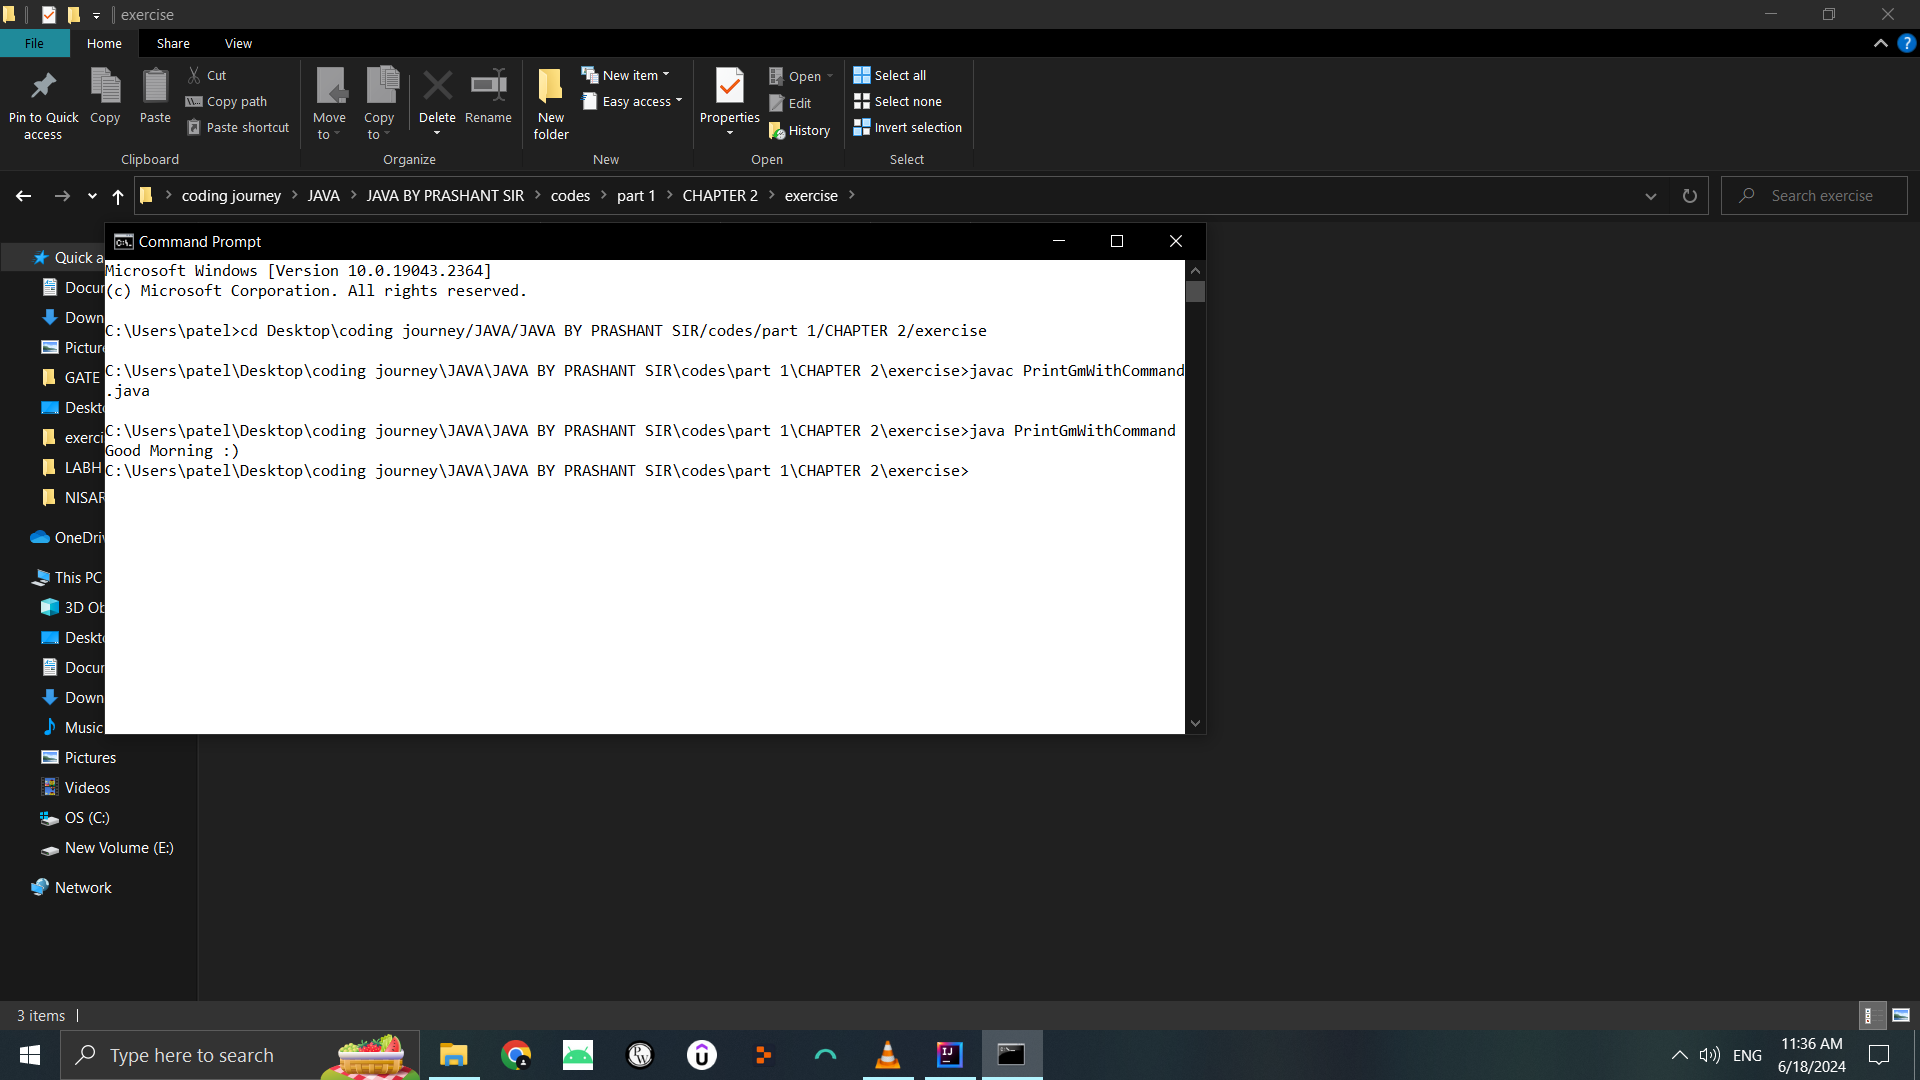 exercise
File Home Share View
Pin to Quick access
Copy
Paste
Cut
Copy path
Paste shortcut
Clipboard
Move to
Copy to
Delete
Rename
Organize
New folder
New item
Easy access
New
Properties
Open
Edit
History
Open
Select all
Select none
Invert selection
Select
coding journey JAVA JAVA BY PRASHANT SIR codes part 1 CHAPTER 2 exercise
Search exercise
Command Prompt
Microsoft Windows [Version 10.0.19043.2364]
(c) Microsoft Corporation. All rights reserved.
C:\Users\patel>cd Desktop\coding journey/JAVA/JAVA BY PRASHANT SIR/codes/part 1/CHAPTER 2/exercise
C:\Users\patel\Desktop\coding journey\JAVA\JAVA BY PRASHANT SIR\codes\part 1\CHAPTER 2\exercise>javac PrintGmWithCommand
.java
C:\Users\patel\Desktop\coding journey\JAVA\JAVA BY PRASHANT SIR\codes\part 1\CHAPTER 2\exercise>java PrintGmWithCommand
Good Morning :)
C:\Users\patel\Desktop\coding journey\JAVA\JAVA BY PRASHANT SIR\codes\part 1\CHAPTER 2\exercise>
Quick a
Docu
Down
Pictur
GATE
Deskt
exerci
LABH
NISAR
OneDri
This PC
3D Ob
Deskt
Docu
Down
Music
Pictures
Videos
OS (C:)
New Volume (E:)
Network
3 items
Type here to search
ENG
11:36 AM
6/18/2024